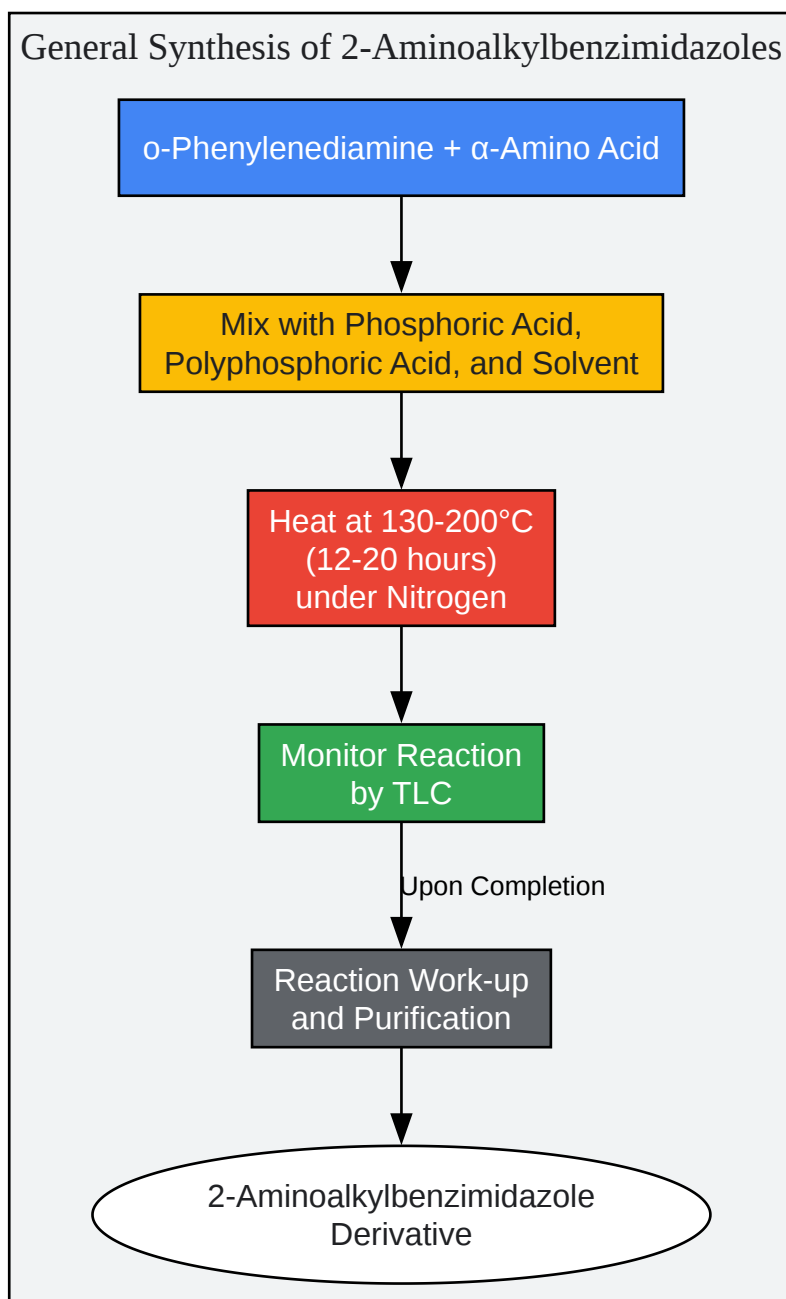 General Synthesis of 2-Aminoalkylbenzimidazoles
o-Phenylenediamine + α-Amino Acid
Mix with Phosphoric Acid,
Polyphosphoric Acid, and Solvent
Heat at 130-200°C
(12-20 hours)
under Nitrogen
Monitor Reaction
by TLC
Upon Completion
Reaction Work-up
and Purification
2-Aminoalkylbenzimidazole
Derivative